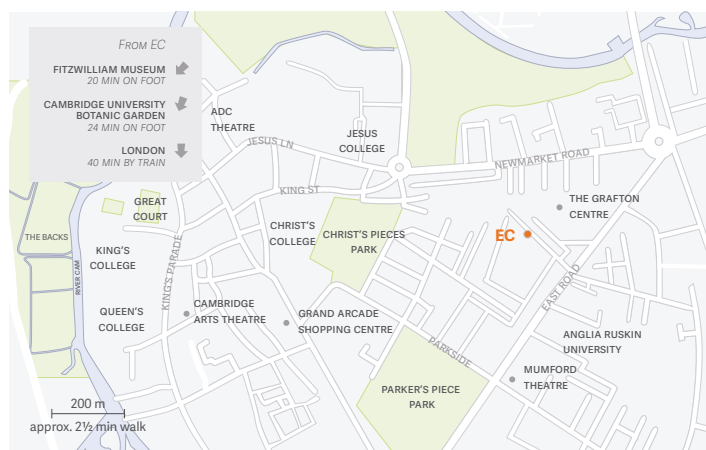 FROM EC
FITZWILLIAM MUSEUM
20 MIN ON FOOT
CAMBRIDGE UNIVERSITY
BOTANIC GARDEN
24 MIN ON FOOT
LONDON
40 MIN BY TRAIN
ADC
THEATRE
JESUS LN
JESUS
COLLEGE
NEWMARKET ROAD
KING ST
GREAT
COURT
THE GRAFTON
CENTRE
CHRIST'S
COLLEGE
CHRIST'S PIECES
PARK
EC
THE BACKS
KING'S
COLLEGE
KING'S PARADE
RIVER CAM
EAST ROAD
QUEEN'S
COLLEGE
CAMBRIDGE
ARTS THEATRE
GRAND ARCADE
SHOPPING CENTRE
PARKSIDE
ANGLIA RUSKIN
UNIVERSITY
MUMFORD
THEATRE
PARKER'S PIECE
PARK
200 m
approx. 2½ min walk